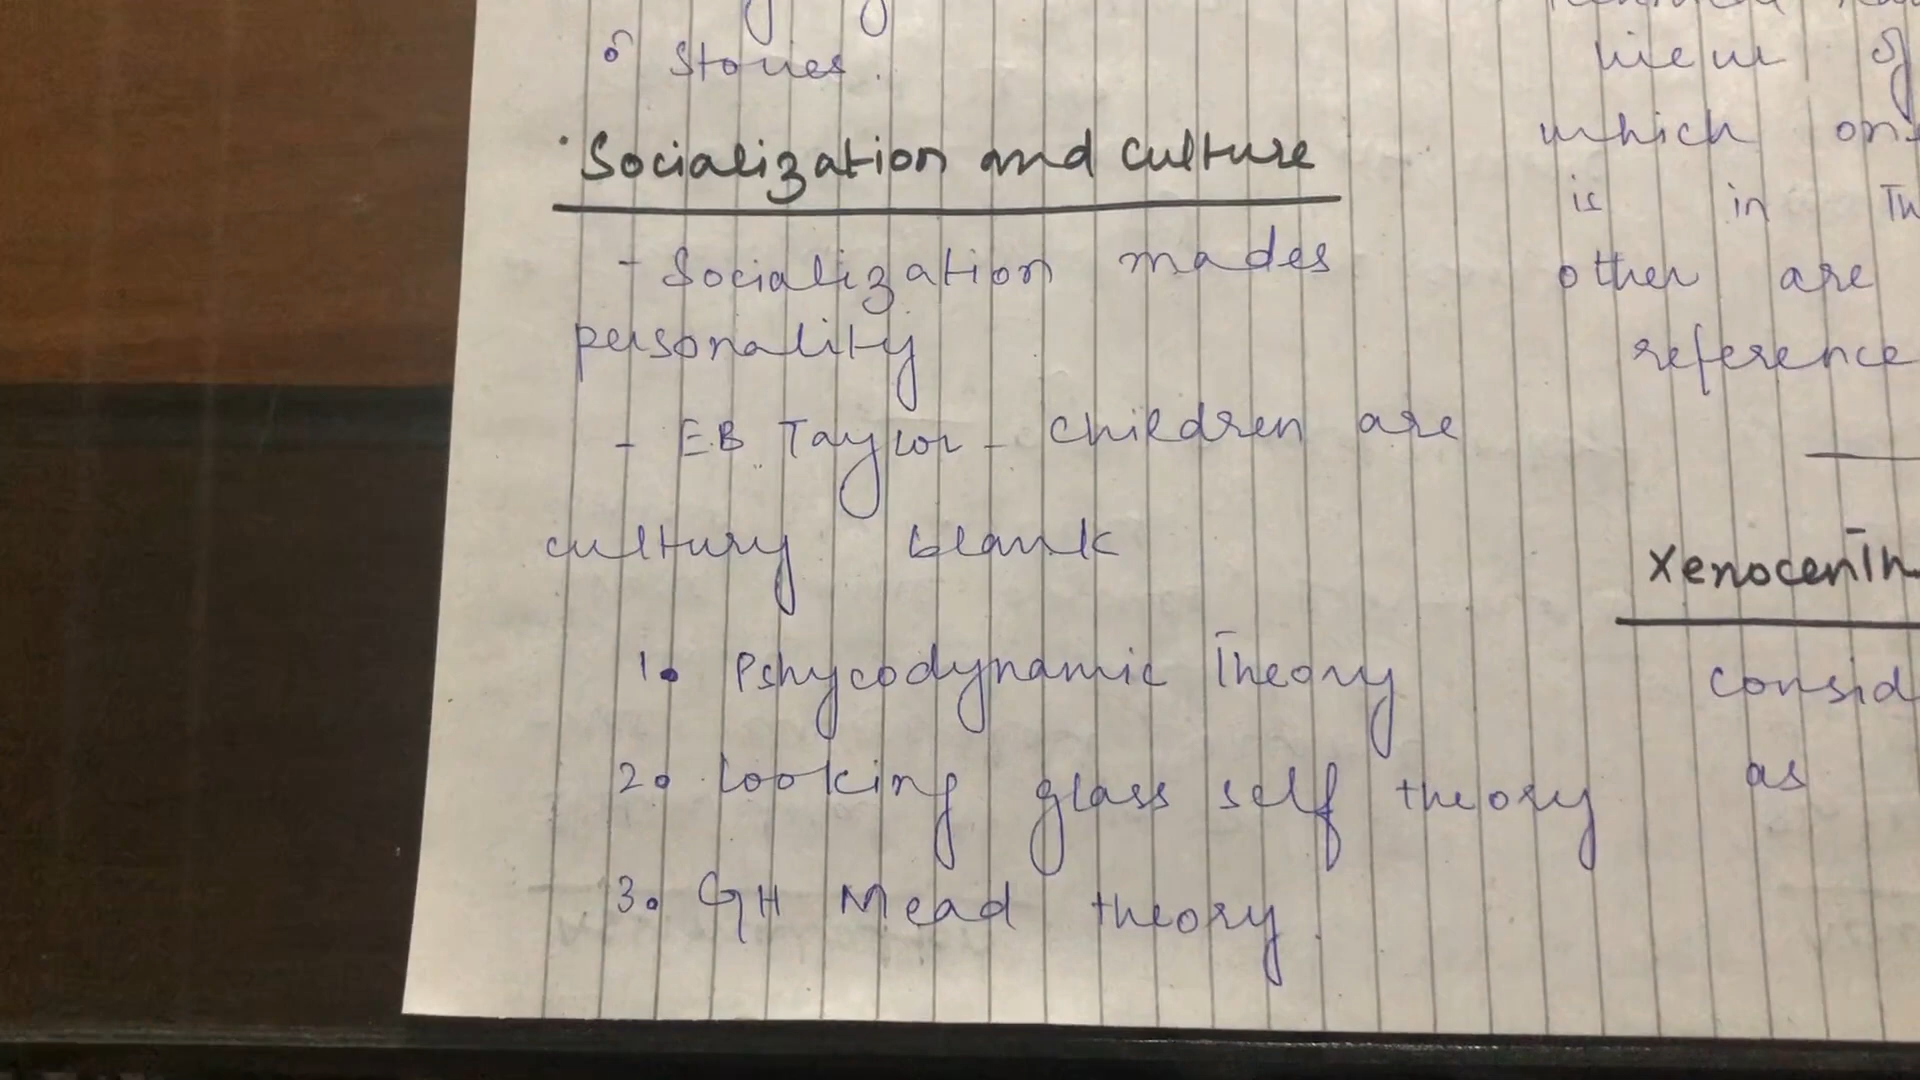 Stories.
Socialization and culture
- Socialization mades
personality
- E.B Taylor - children are
cultury blank
1. Pshycodynamic Theory
2. Looking glass self theory
3. GH Mead theory.
which
is in
other are
reference
Xenocentr
consid
as